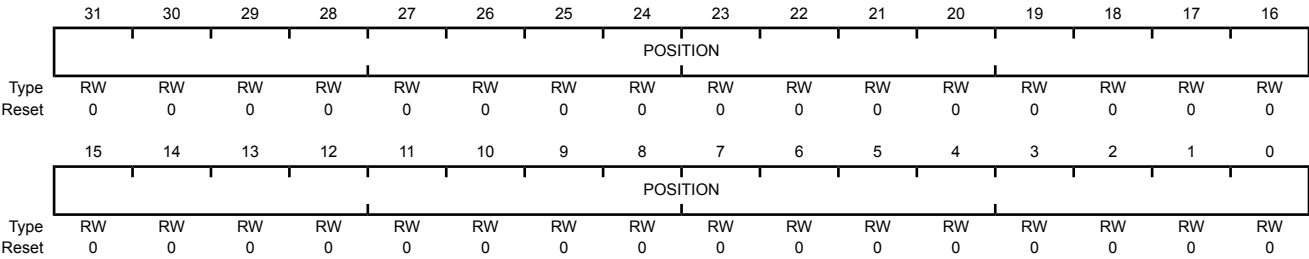 31 30 29 28 27 26 25 24 23 22 21 20 19 18 17 16
POSITION
Type RW RW RW RW RW RW RW RW RW RW RW RW RW RW RW RW
Reset 0 0 0 0 0 0 0 0 0 0 0 0 0 0 0 0
15 14 13 12 11 10 9 8 7 6 5 4 3 2 1 0
POSITION
Type RW RW RW RW RW RW RW RW RW RW RW RW RW RW RW RW
Reset 0 0 0 0 0 0 0 0 0 0 0 0 0 0 0 0